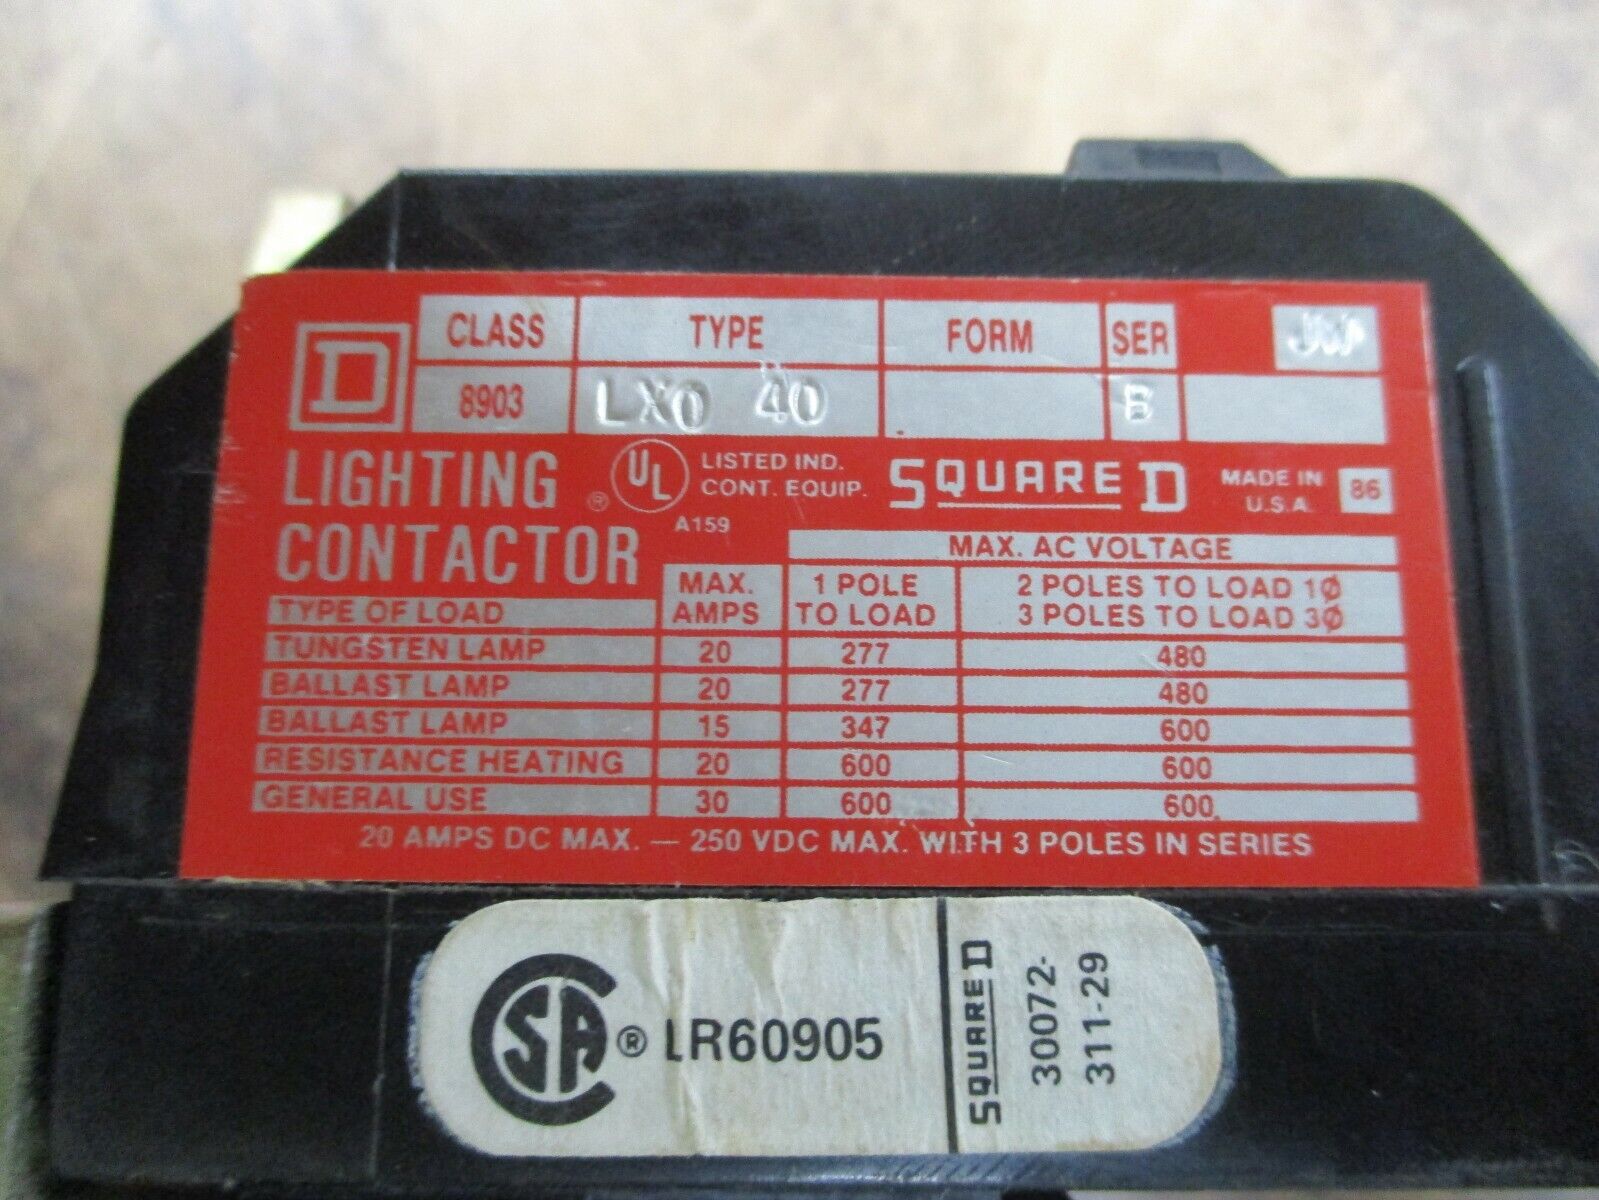 D CLASS TYPE FORM SER JW
8903 LXO 40 B
LIGHTING CONTACTOR ®
UL LISTED IND. CONT. EQUIP.
A159
SQUARE D
MADE IN U.S.A. 86
MAX. AC VOLTAGE
TYPE OF LOAD MAX. AMPS 1 POLE TO LOAD 2 POLES TO LOAD 1Ø 3 POLES TO LOAD 3Ø
TUNGSTEN LAMP 20 277 480
BALLAST LAMP 20 277 480
BALLAST LAMP 15 347 600
RESISTANCE HEATING 20 600 600
GENERAL USE 30 600 600
20 AMPS DC MAX. — 250 VDC MAX. WITH 3 POLES IN SERIES
CSA ® LR60905
SQUARE D
30072-
311-29